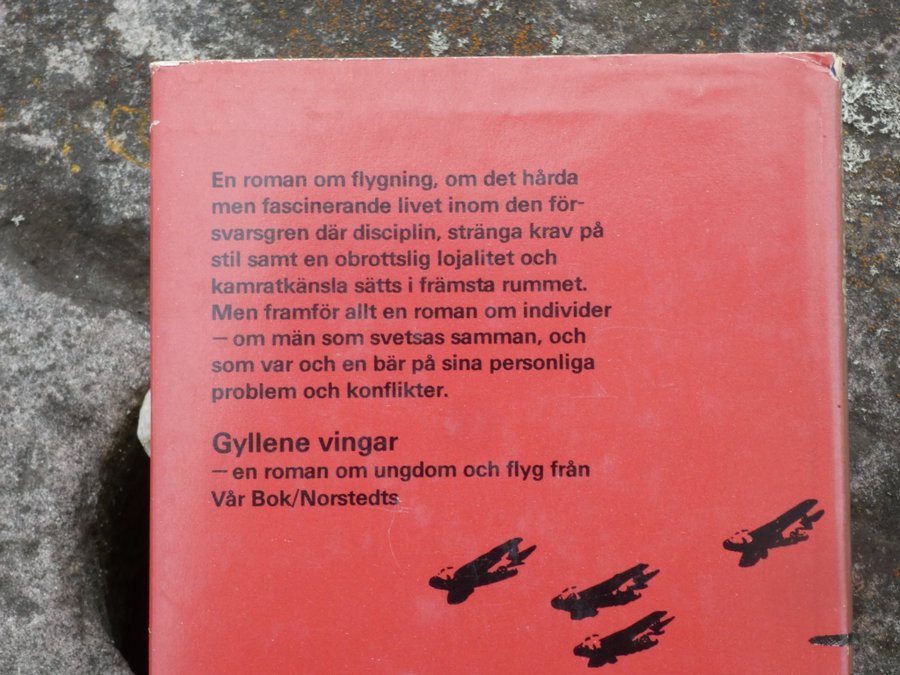 En roman om flygning, om det hårda
men fascinerande livet inom den för-
svarsgren där disciplin, stränga krav på
stil samt en obrottslig lojalitet och
kamratkänsla sätts i främsta rummet.
Men framför allt en roman om individer
– om män som svetsas samman, och
som var och en bär på sina personliga
problem och konflikter.
Gyllene vingar
– en roman om ungdom och flyg från
Vår Bok/Norstedts